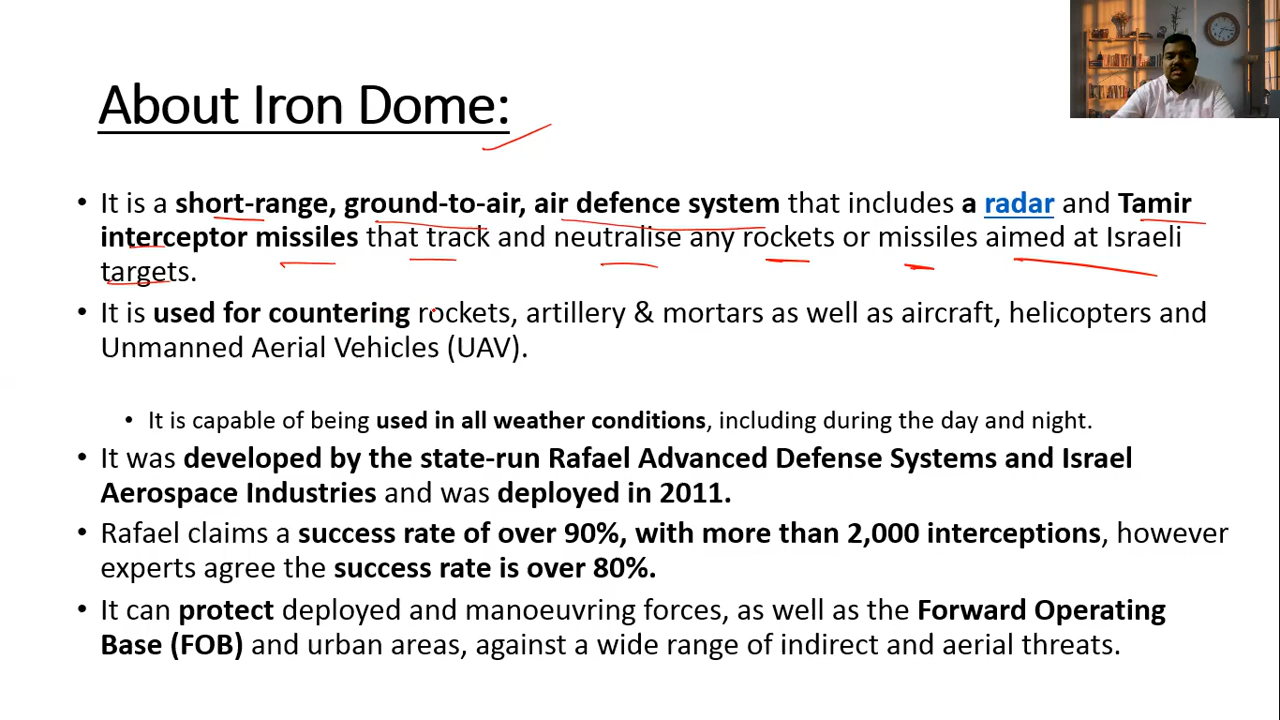 About Iron Dome:
• It is a short-range, ground-to-air, air defence system that includes a radar and Tamir
interceptor missiles that track and neutralise any rockets or missiles aimed at Israeli
targets.
• It is used for countering rockets, artillery & mortars as well as aircraft, helicopters and
Unmanned Aerial Vehicles (UAV).
• It is capable of being used in all weather conditions, including during the day and night.
• It was developed by the state-run Rafael Advanced Defense Systems and Israel
Aerospace Industries and was deployed in 2011.
• Rafael claims a success rate of over 90%, with more than 2,000 interceptions, however
experts agree the success rate is over 80%.
• It can protect deployed and manoeuvring forces, as well as the Forward Operating
Base (FOB) and urban areas, against a wide range of indirect and aerial threats.